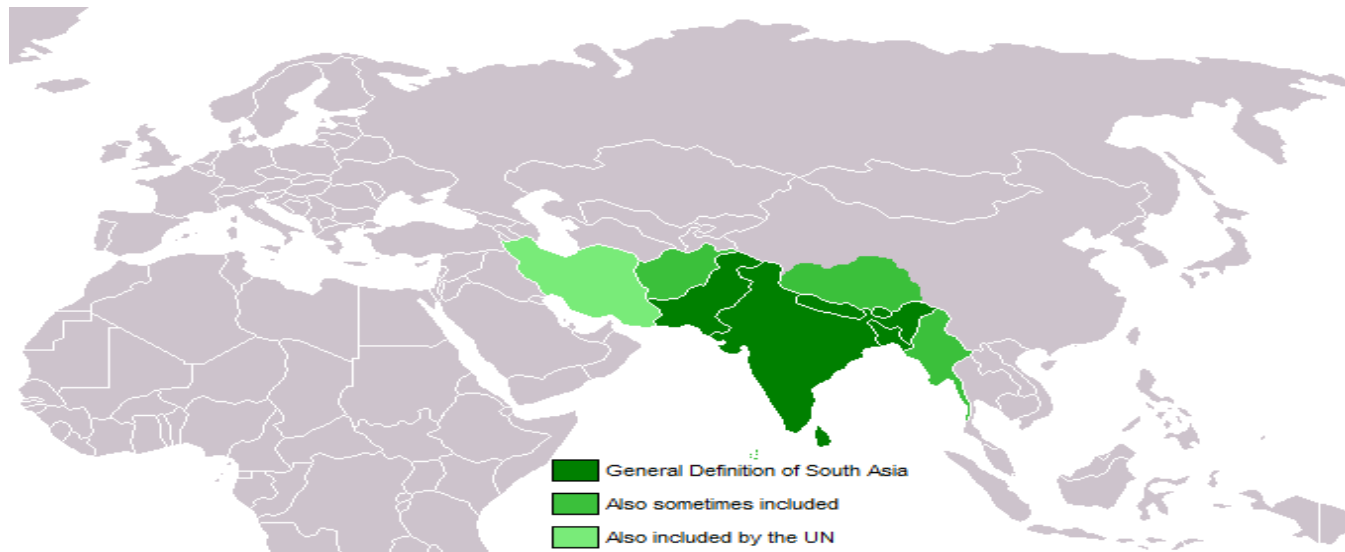 General Definition of South Asia
Also sometimes included
Also included by the UN